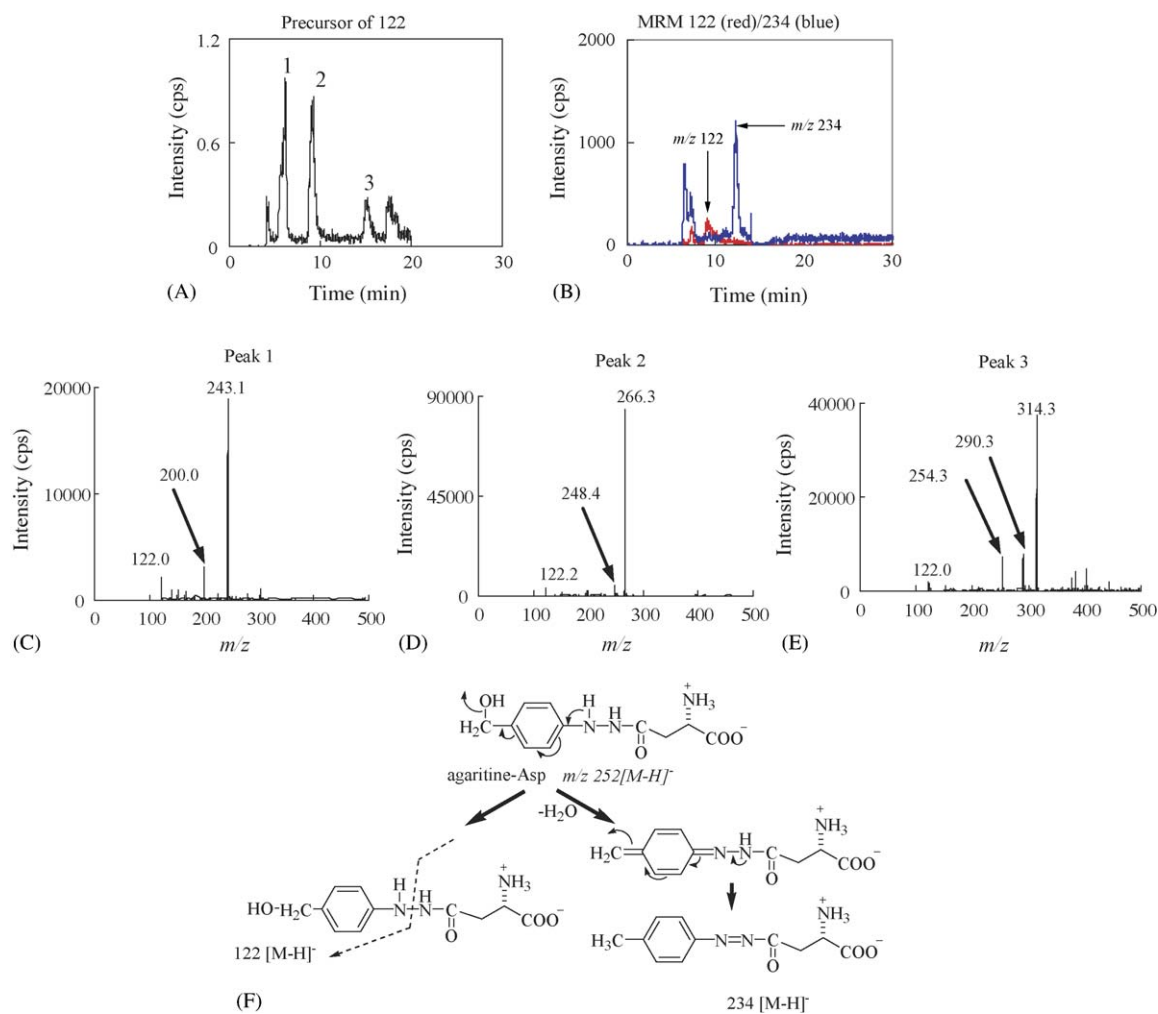 Precursor of 122
1.2
0.6
0
Intensity (cps)
1
2
3
0 10 20 30
Time (min)
(A)
MRM 122 (red)/234 (blue)
2000
1000
0
Intensity (cps)
m/z 122
m/z 234
0 10 20 30
Time (min)
(B)
Peak 1
20000
10000
0
Intensity (cps)
243.1
200.0
122.0
0 100 200 300 400 500
m/z
(C)
Peak 2
90000
45000
0
Intensity (cps)
266.3
248.4
122.2
0 100 200 300 400 500
m/z
(D)
Peak 3
40000
20000
0
Intensity (cps)
314.3
290.3
254.3
122.0
0 100 200 300 400 500
m/z
(E)
OH
H2C
H
N
H
NH
C
O
+
NH3
COO-
agaritine-Asp m/z 252[M-H]-
-H2O
HO-H2C
H
N
H
NH
C
O
+
NH3
COO-
122 [M-H]-
H2C
N
H
NH
C
O
+
NH3
COO-
H3C
N=N
C
O
+
NH3
COO-
234 [M-H]-
(F)